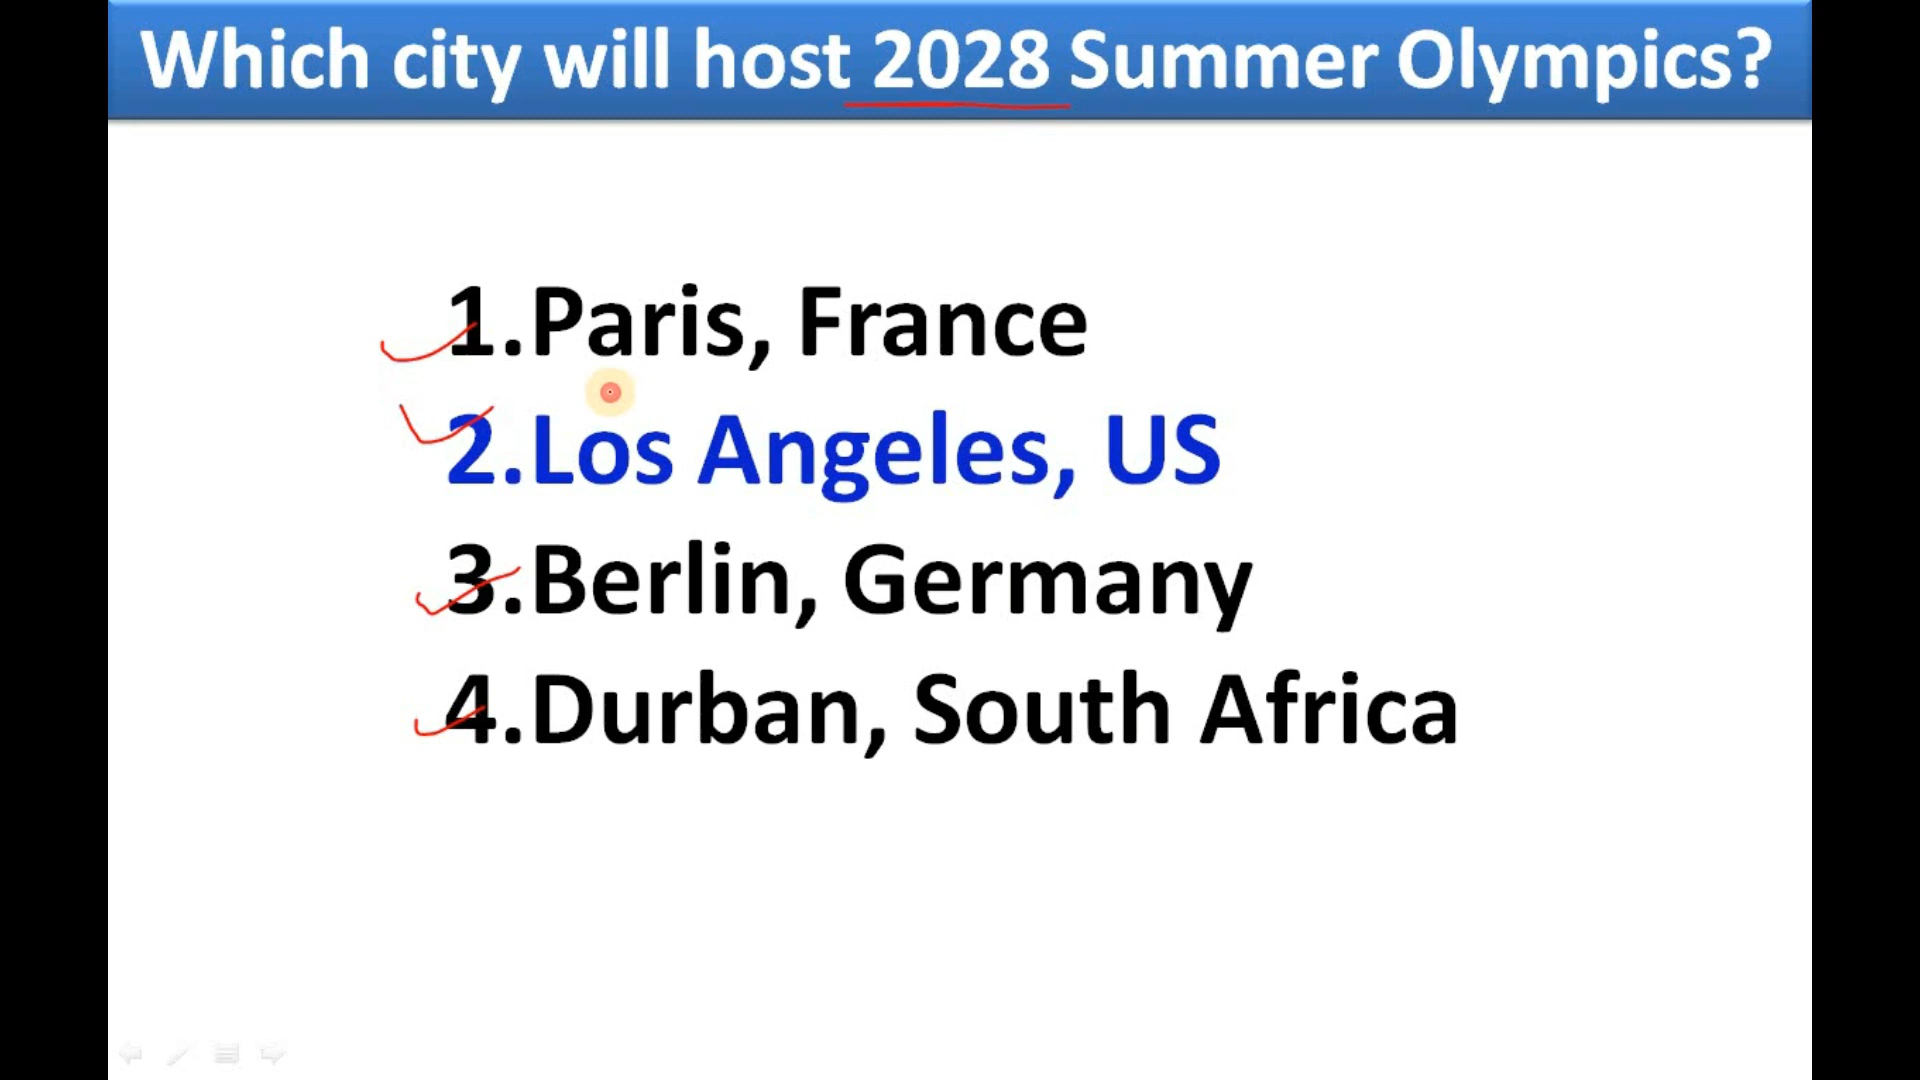 Which city will host 2028 Summer Olympics?
1.Paris, France
2.Los Angeles, US
3.Berlin, Germany
4.Durban, South Africa